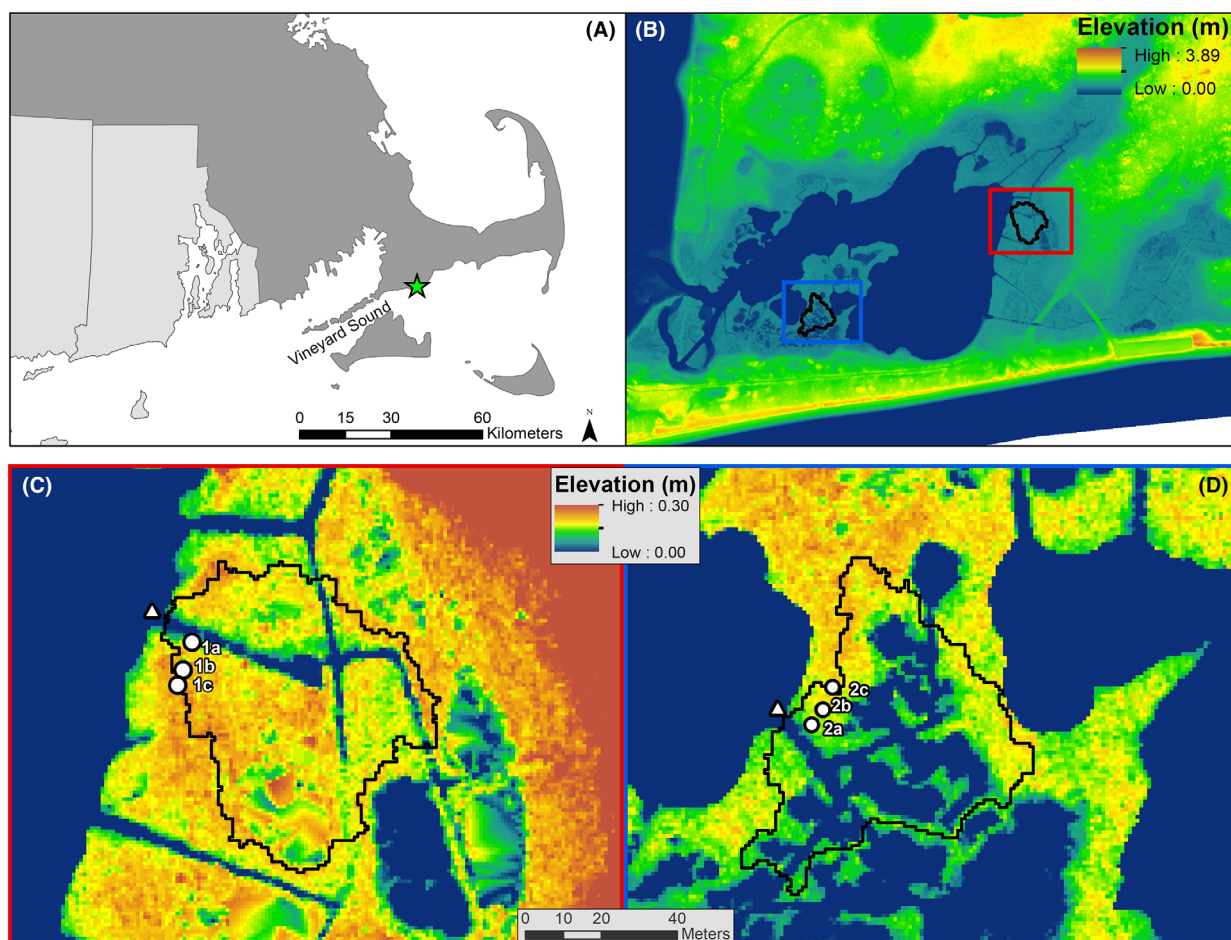 (A)
Vineyard Sound
0 15 30 60
Kilometers
N
(B)
Elevation (m)
High : 3.89
Low : 0.00
(C)
Elevation (m)
High : 0.30
Low : 0.00
1a
1b
1c
(D)
2c
2b
2a
0 10 20 40
Meters